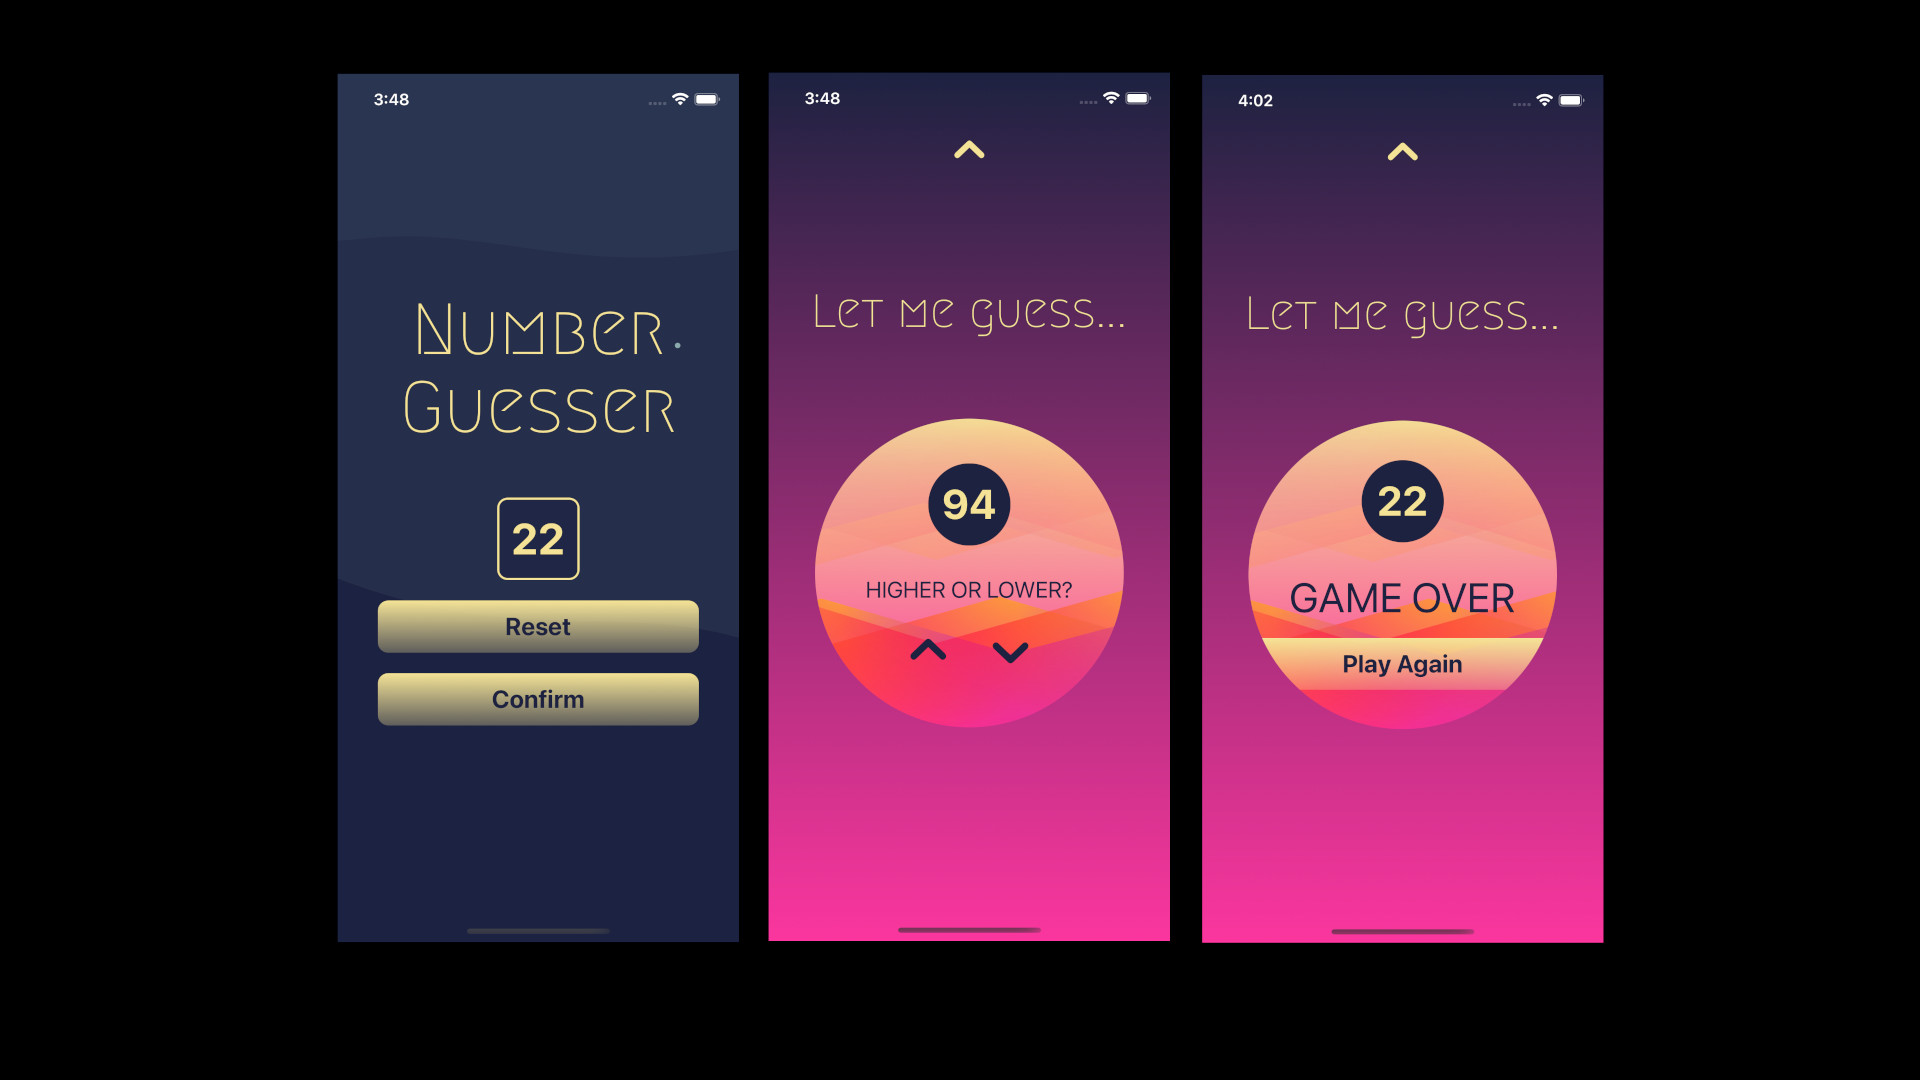 3:48
Number.
Guesser
22
Reset
Confirm
3:48
Let me guess...
94
HIGHER OR LOWER?
4:02
Let me guess...
22
GAME OVER
Play Again